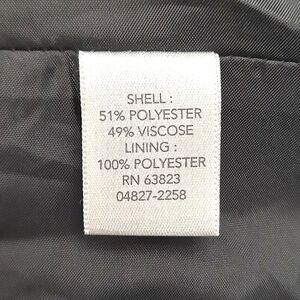 SHELL :
51% POLYESTER
49% VISCOSE
LINING :
100% POLYESTER
RN 63823
04827-2258